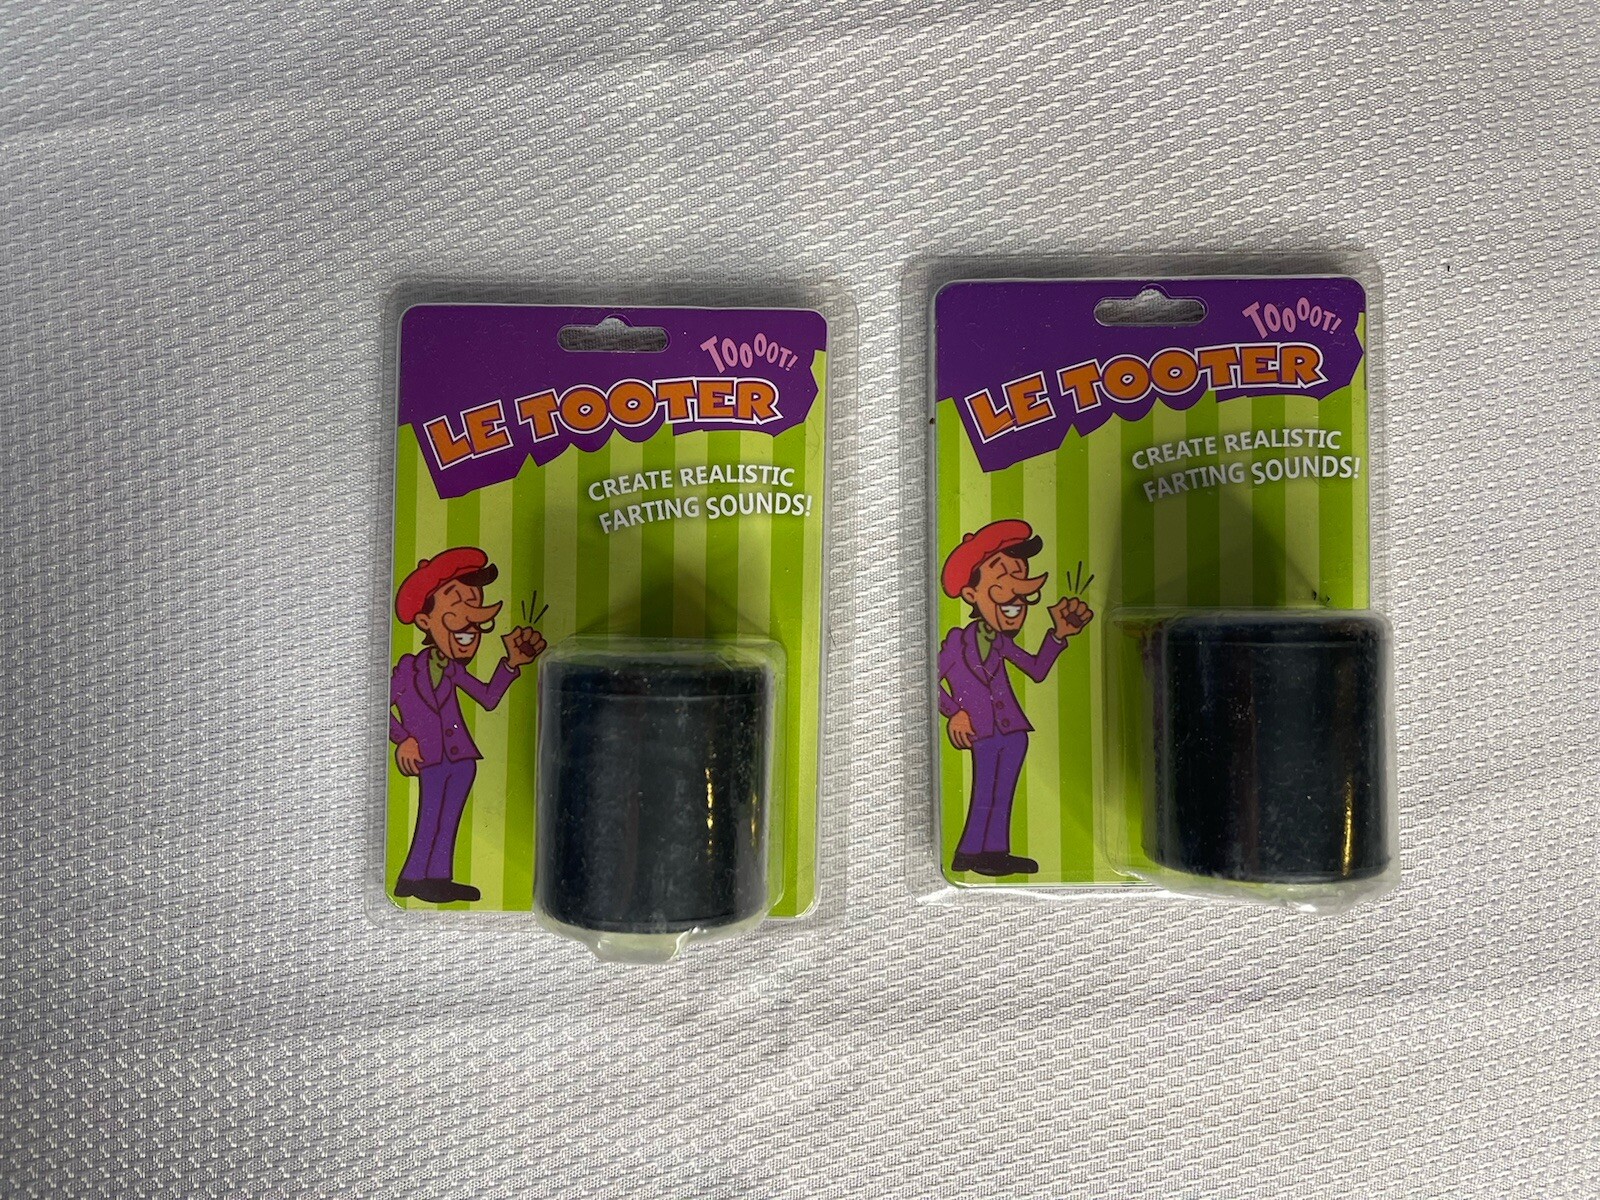 TOOOOT!
LE TOOTER
CREATE REALISTIC
FARTING SOUNDS!
TOOOOT!
LE TOOTER
CREATE REALISTIC
FARTING SOUNDS!